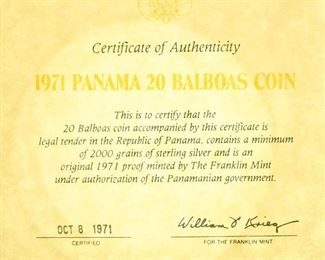 Certificate of Authenticity
1971 PANAMA 20 BALBOAS COIN
This is to certify that the
20 Balboas coin accompanied by this certificate is
legal tender in the Republic of Panama, contains a minimum
of 2000 grains of sterling silver and is an
original 1971 proof minted by The Franklin Mint
under authorization of the Panamanian government.
OCT 8 1971
CERTIFIED
William F Krieg
FOR THE FRANKLIN MINT